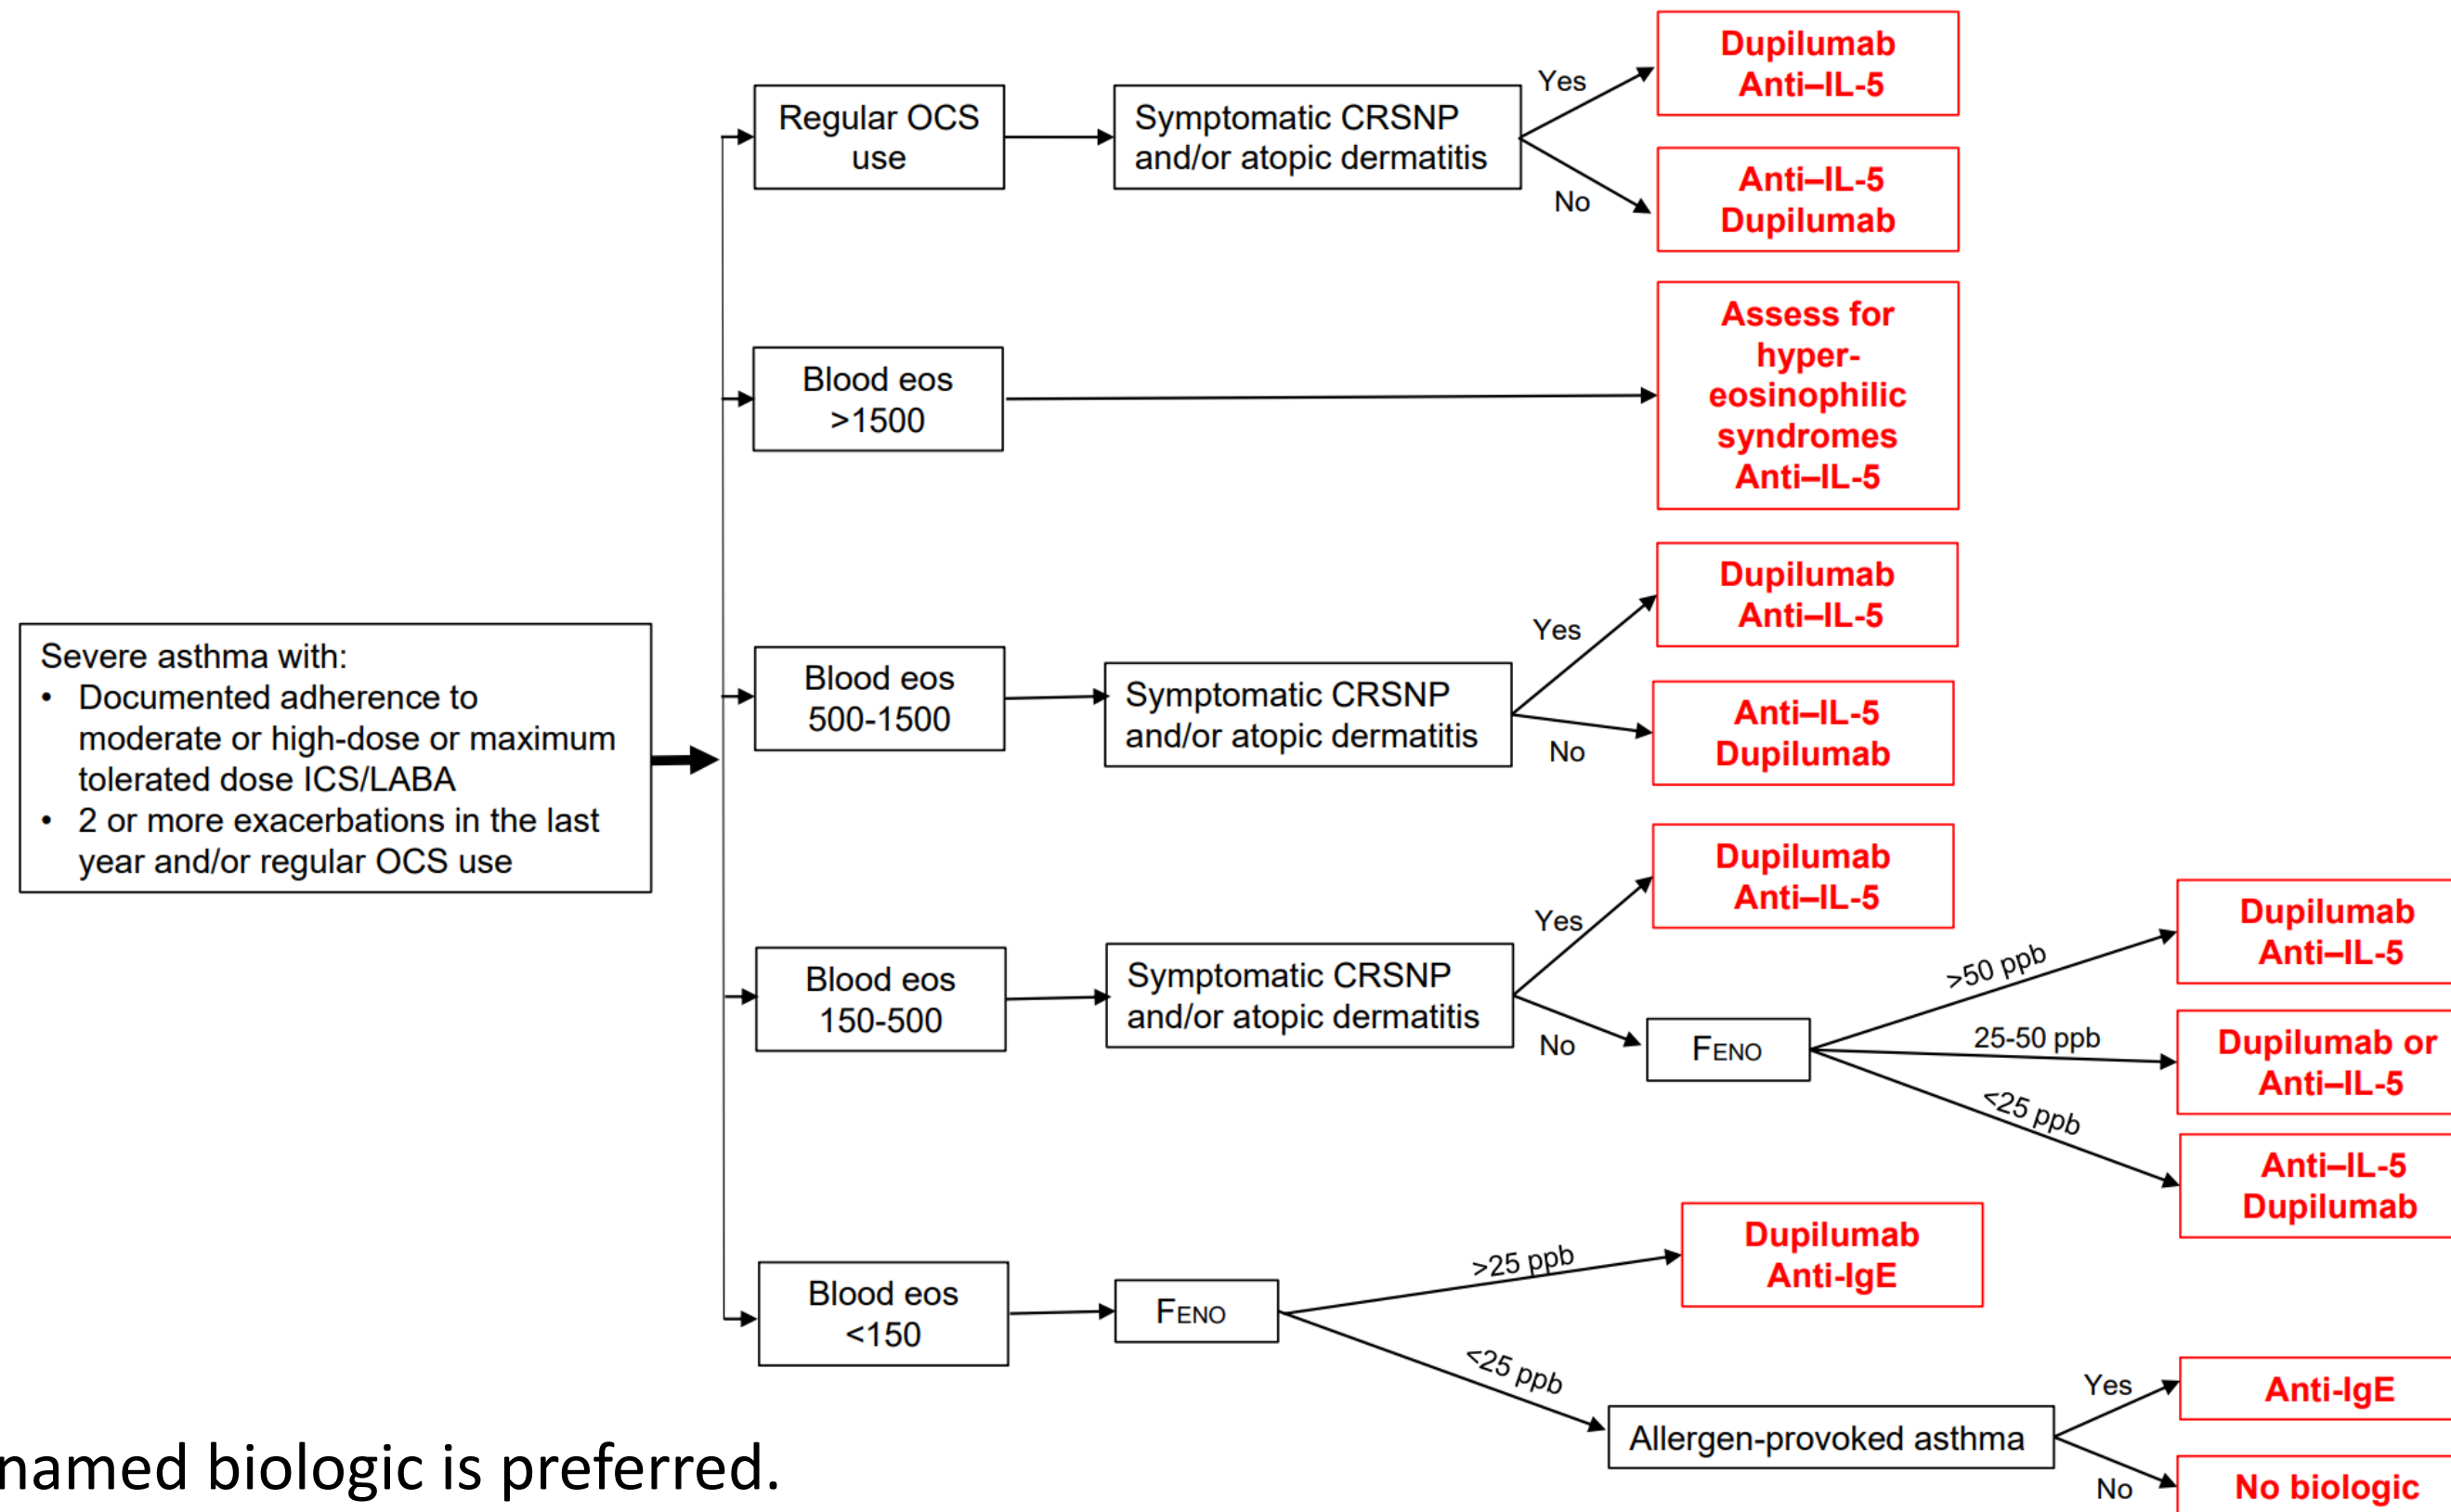 Severe asthma with:
• Documented adherence to
moderate or high-dose or maximum
tolerated dose ICS/LABA
• 2 or more exacerbations in the last
year and/or regular OCS use
Regular OCS
use
Symptomatic CRSNP
and/or atopic dermatitis
Yes
Dupilumab
Anti–IL-5
No
Anti–IL-5
Dupilumab
Blood eos
>1500
Assess for
hyper-
eosinophilic
syndromes
Anti–IL-5
Blood eos
500-1500
Symptomatic CRSNP
and/or atopic dermatitis
Yes
Dupilumab
Anti–IL-5
No
Anti–IL-5
Dupilumab
Blood eos
150-500
Symptomatic CRSNP
and/or atopic dermatitis
Yes
Dupilumab
Anti–IL-5
No
FENO
>50 ppb
Dupilumab
Anti–IL-5
25-50 ppb
Dupilumab or
Anti–IL-5
<25 ppb
Anti–IL-5
Dupilumab
Blood eos
<150
FENO
>25 ppb
Dupilumab
Anti-IgE
<25 ppb
Allergen-provoked asthma
Yes
Anti-IgE
No
No biologic
named biologic is preferred.